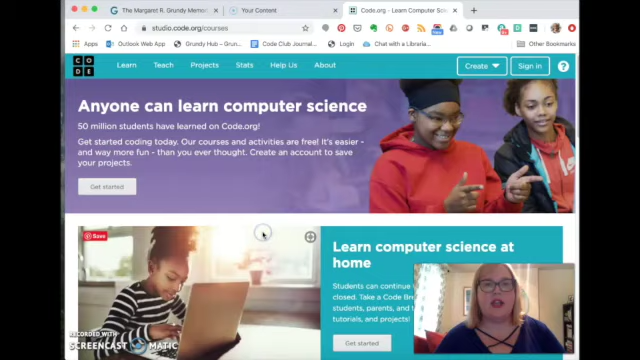 The Margaret R. Grundy Memor
Your Content
Code.org - Learn Computer Scie
studio.code.org/courses
Apps
Outlook Web App
Grundy Hub – Grun...
Code Club Journal...
Login
Chat with a Libraria...
Other Bookmarks
CODE
Learn
Teach
Projects
Stats
Help Us
About
Create
Sign in
?
Anyone can learn computer science
50 million students have learned on Code.org!
Get started coding today. Our courses and activities are free! It's easier -
and way more fun - than you ever thought. Create an account to save
your projects.
Get started
Save
Learn computer science at
home
Students can continue
closed. Take a Code Bre
students, parents, and t
tutorials, and projects!
Get started
RECORDED WITH
SCREENCAST MATIC